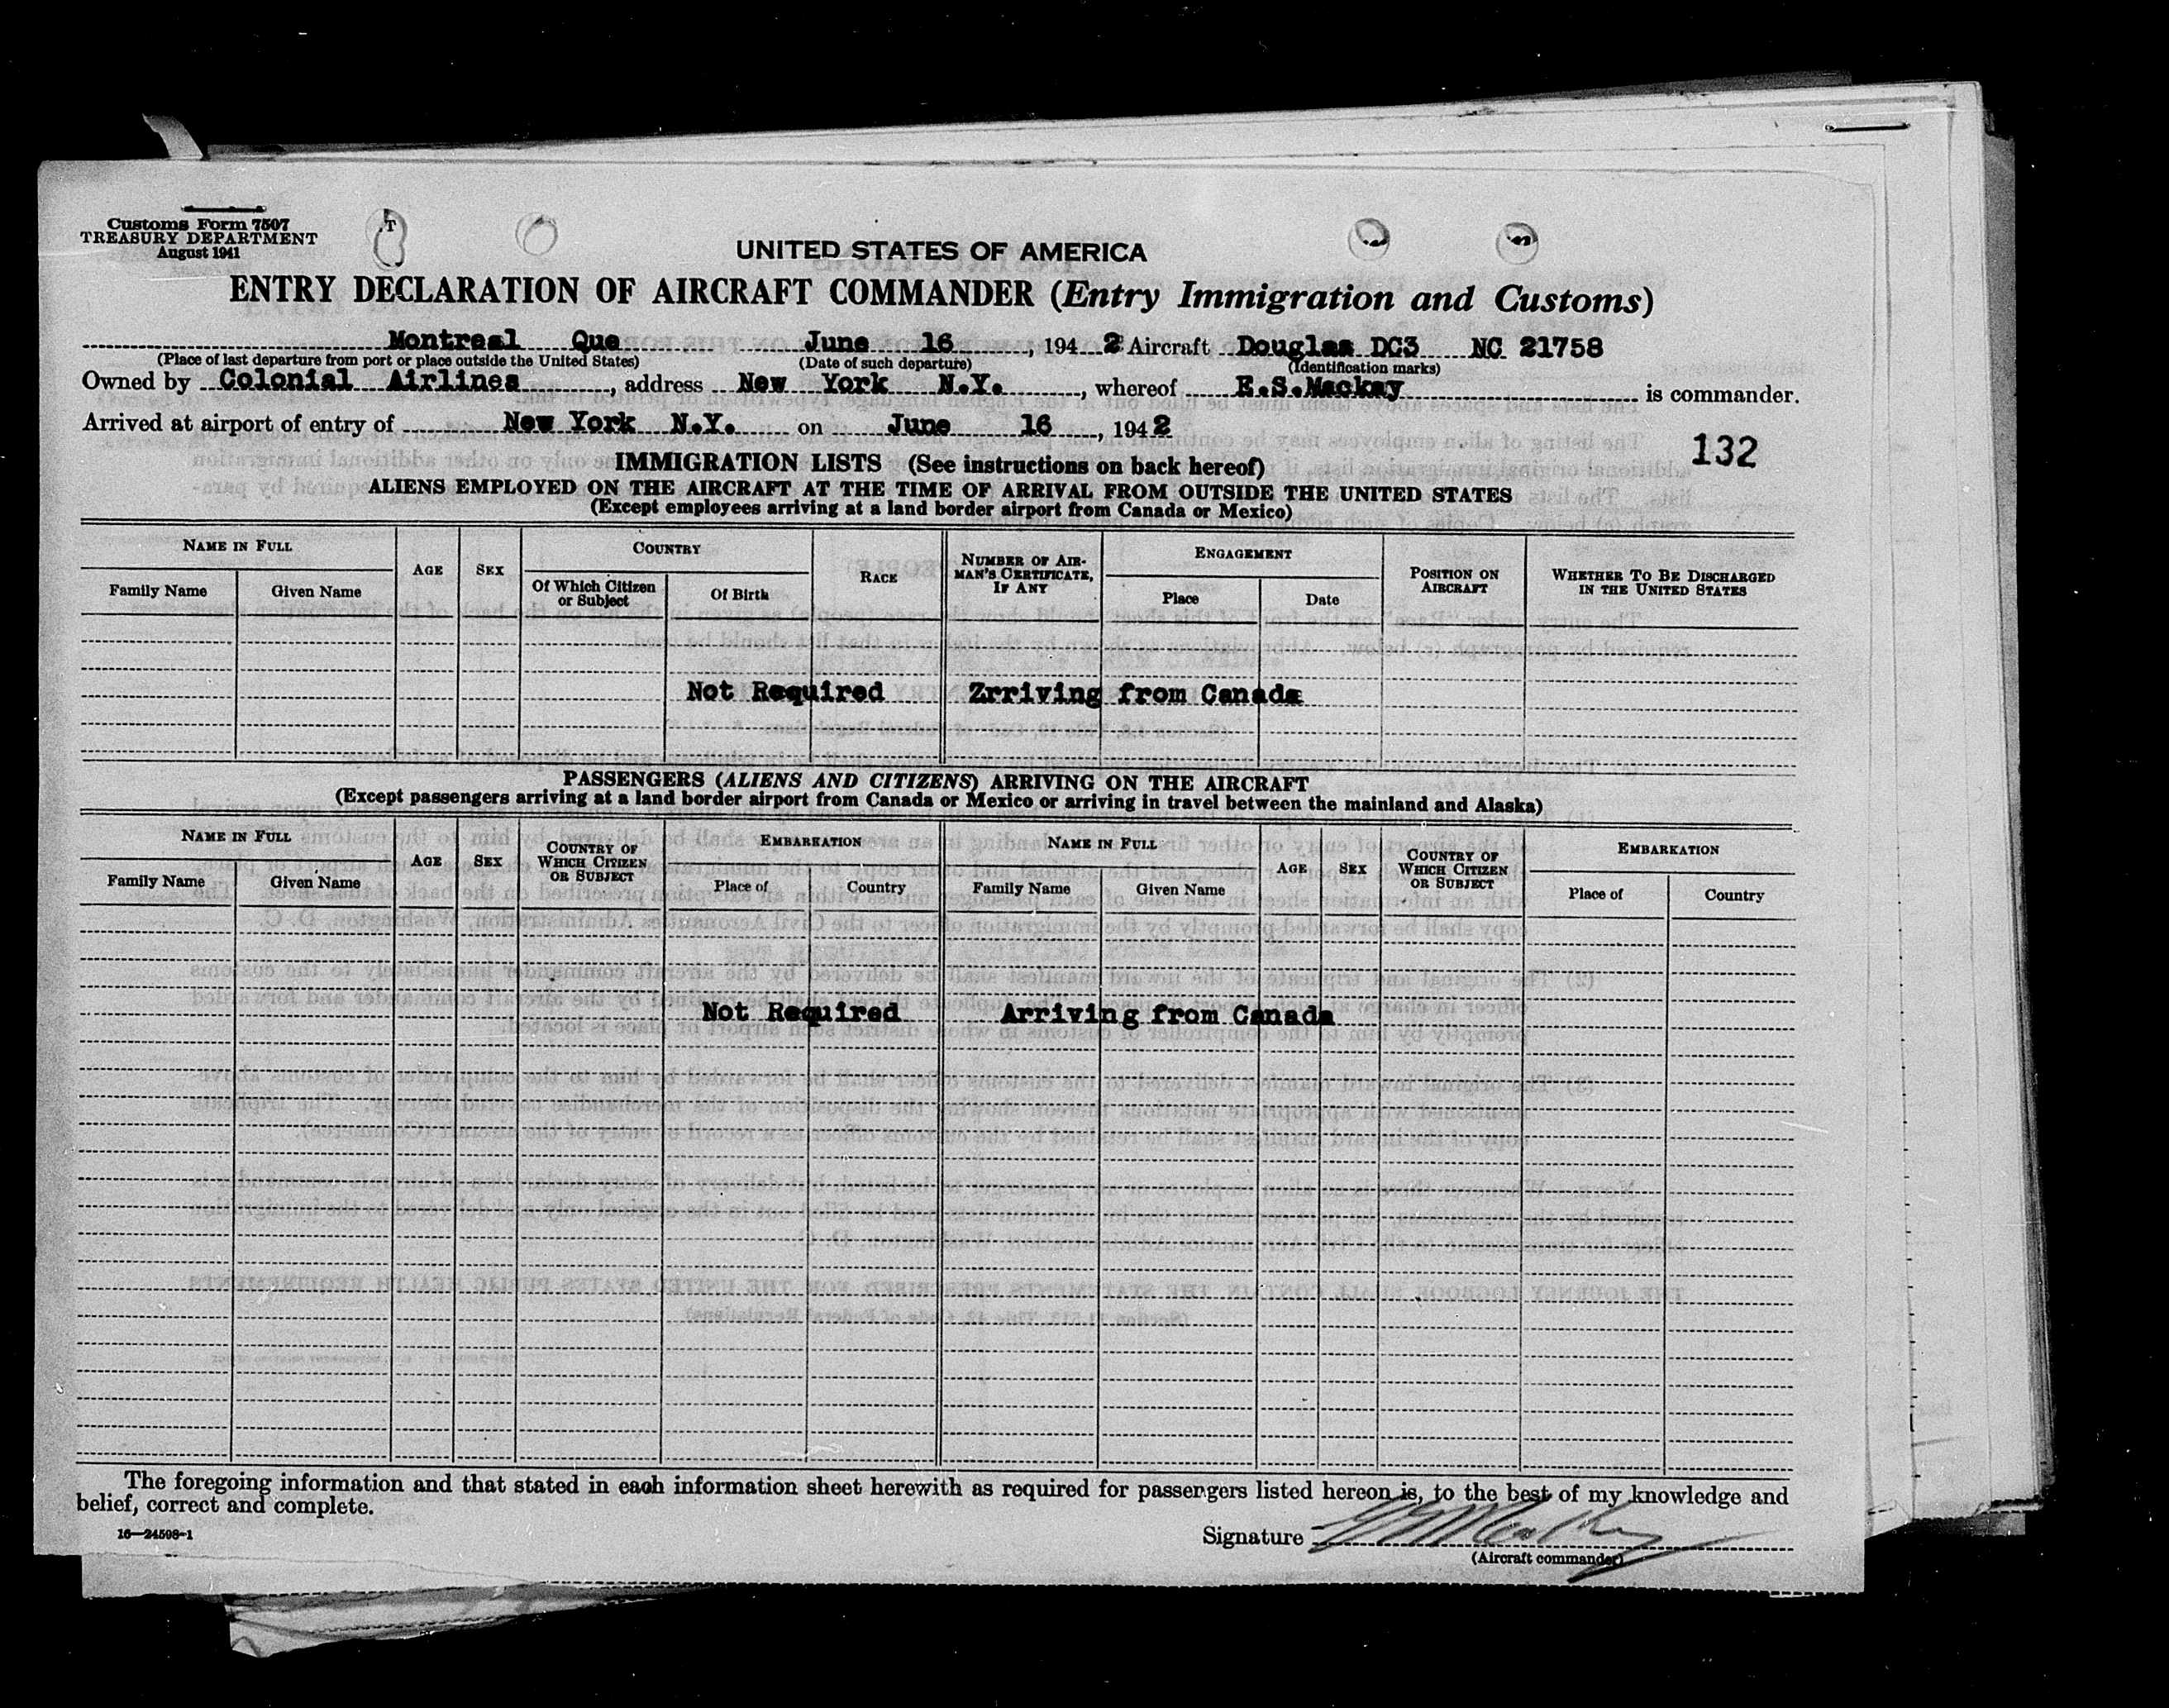 Customs Form 7507
TREASURY DEPARTMENT
August 1941
UNITED STATES OF AMERICA
ENTRY DECLARATION OF AIRCRAFT COMMANDER (Entry Immigration and Customs)
Montreal Que June 16, 1942 Aircraft Douglas DC3 NC 21758
(Place of last departure from port or place outside the United States) (Date of such departure) (Identification marks)
Owned by Colonial Airlines, address New York N.Y., whereof E.S.Mackay is commander.
Arrived at airport of entry of New York N.Y. on June 16, 1942
132
IMMIGRATION LISTS (See instructions on back hereof)
ALIENS EMPLOYED ON THE AIRCRAFT AT THE TIME OF ARRIVAL FROM OUTSIDE THE UNITED STATES
(Except employees arriving at a land border airport from Canada or Mexico)
NAME IN FULL
Family Name Given Name
AGE
SEX
COUNTRY
Of Which Citizen or Subject
Of Birth
RACE
NUMBER OF AIRMAN'S CERTIFICATE, IF ANY
ENGAGEMENT
Place Date
POSITION ON AIRCRAFT
WHETHER TO BE DISCHARGED IN THE UNITED STATES
Not Required Zrriving from Canada
PASSENGERS (ALIENS AND CITIZENS) ARRIVING ON THE AIRCRAFT
(Except passengers arriving at a land border airport from Canada or Mexico or arriving in travel between the mainland and Alaska)
NAME IN FULL
Family Name Given Name
AGE
SEX
COUNTRY OF WHICH CITIZEN OR SUBJECT
EMBARKATION
Place of Country
NAME IN FULL
Family Name Given Name
AGE
SEX
COUNTRY OF WHICH CITIZEN OR SUBJECT
EMBARKATION
Place of Country
Not Required Arriving from Canada
The foregoing information and that stated in each information sheet herewith as required for passengers listed hereon is, to the best of my knowledge and
belief, correct and complete.
16—24508-1
Signature E S Mackay
(Aircraft commander)